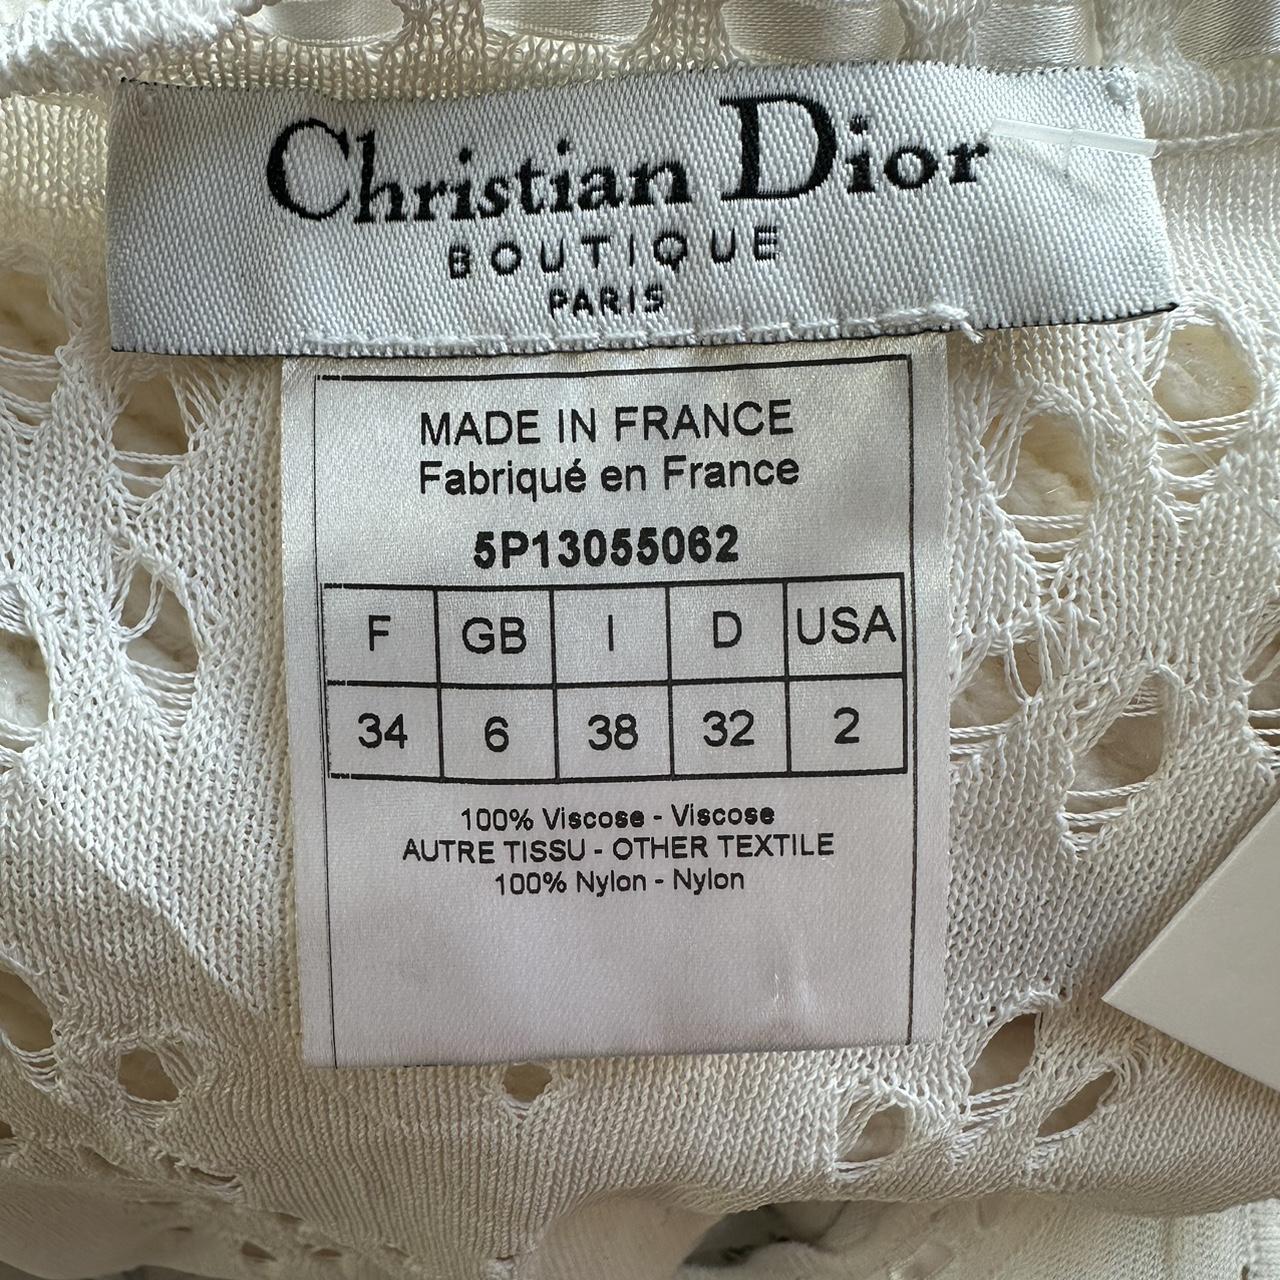 Christian Dior
BOUTIQUE
PARIS
MADE IN FRANCE
Fabriqué en France
5P13055062
F GB I D USA
34 6 38 32 2
100% Viscose - Viscose
AUTRE TISSU - OTHER TEXTILE
100% Nylon - Nylon